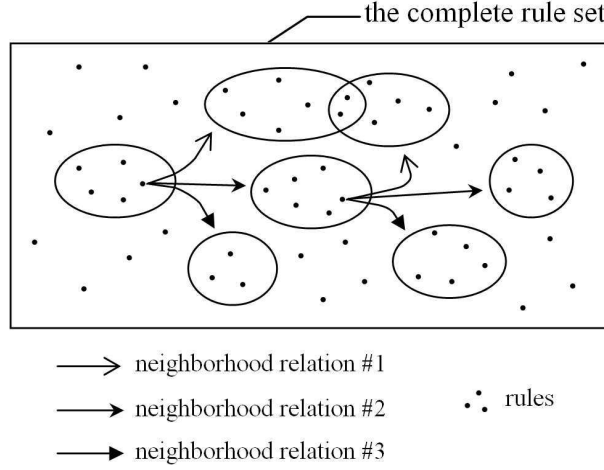 the complete rule set
neighborhood relation #1
neighborhood relation #2
rules
neighborhood relation #3